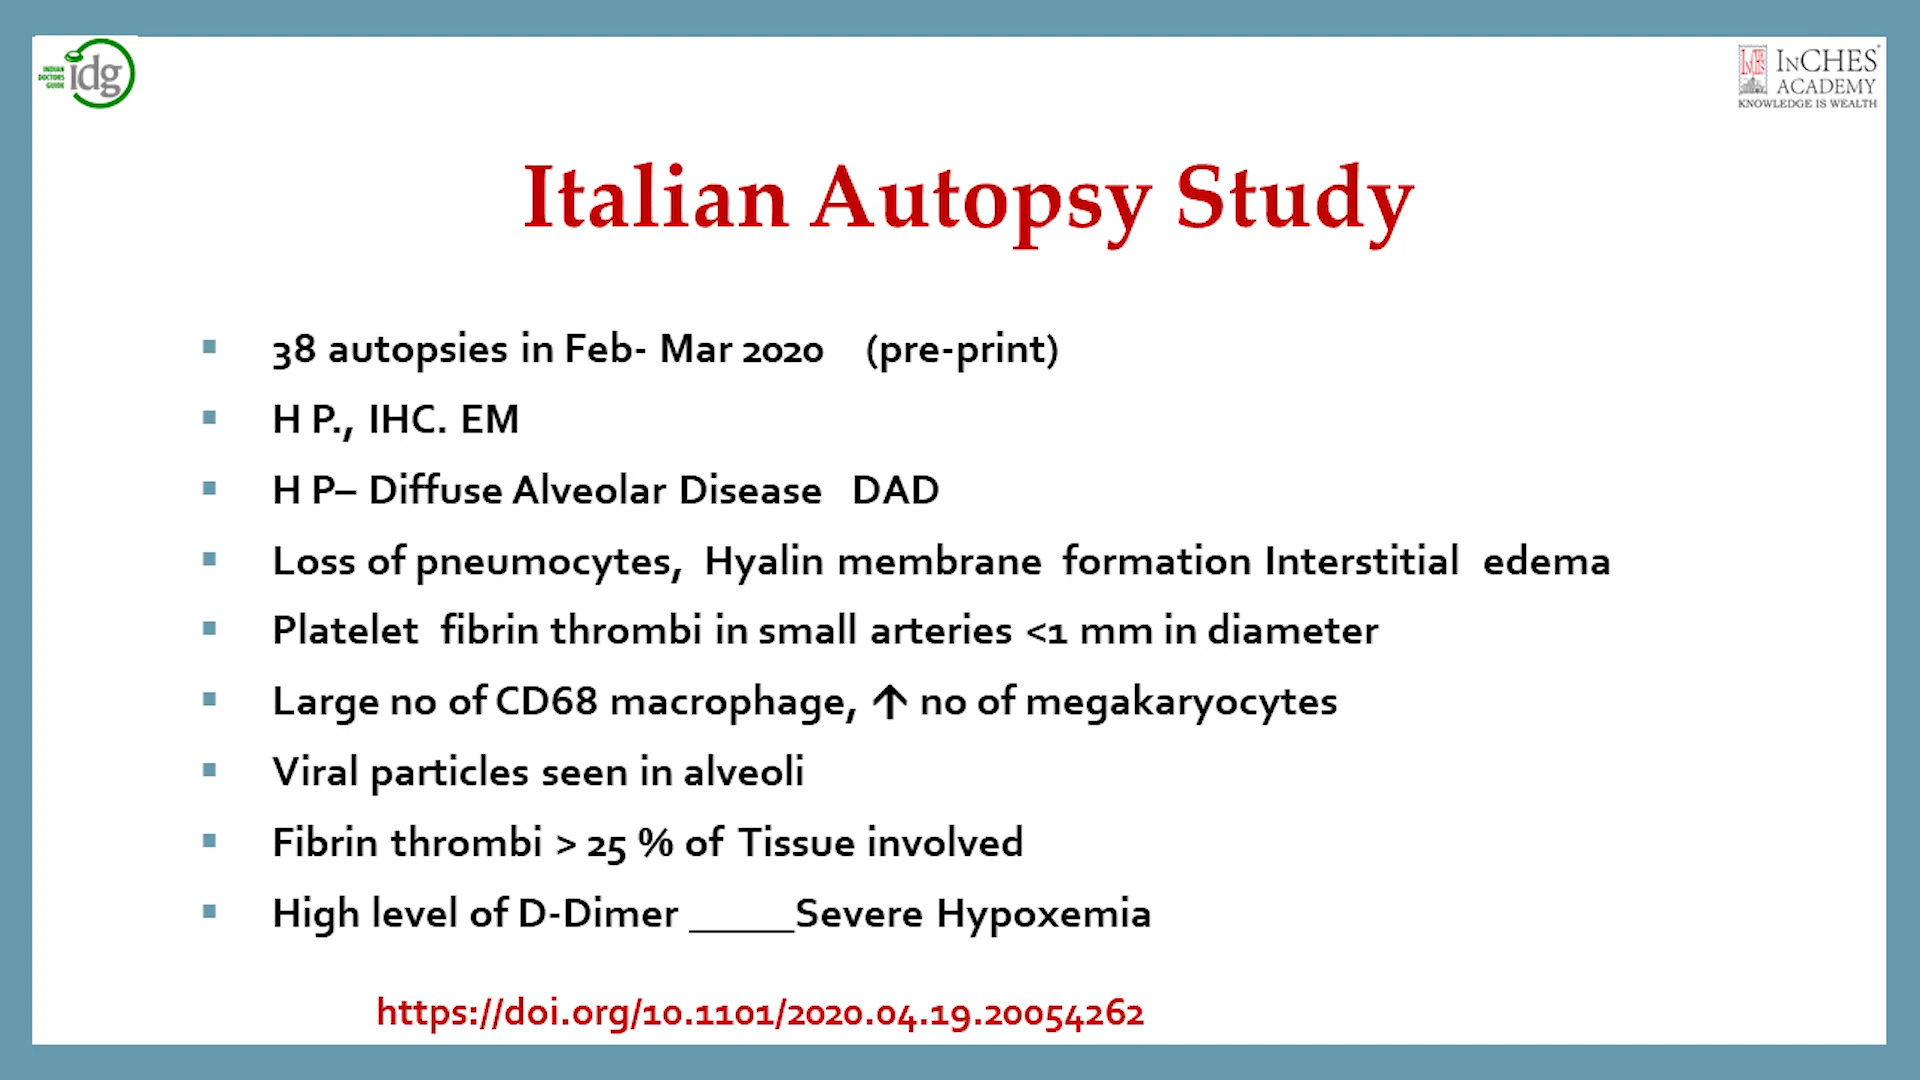 INDIAN
DOCTORS
GUIDE
idg
INCHES
ACADEMY
KNOWLEDGE IS WEALTH
Italian Autopsy Study
38 autopsies in Feb- Mar 2020 (pre-print)
H P., IHC. EM
H P– Diffuse Alveolar Disease DAD
Loss of pneumocytes, Hyalin membrane formation Interstitial edema
Platelet fibrin thrombi in small arteries <1 mm in diameter
Large no of CD68 macrophage, ↑ no of megakaryocytes
Viral particles seen in alveoli
Fibrin thrombi > 25 % of Tissue involved
High level of D-Dimer _____Severe Hypoxemia
https://doi.org/10.1101/2020.04.19.20054262